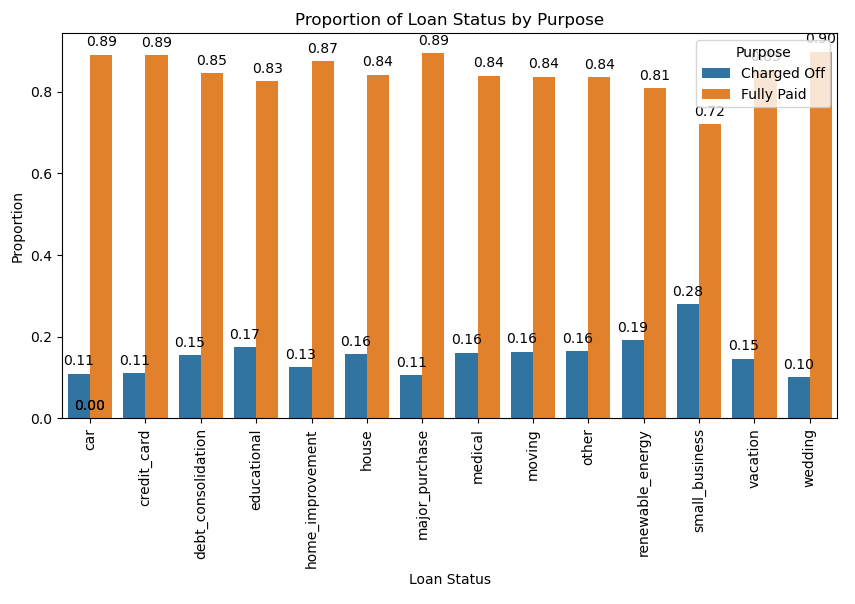 Proportion of Loan Status by Purpose
Proportion
0.8
0.6
0.4
0.2
0.0
0.89
0.89
0.85
0.83
0.87
0.84
0.89
0.84
0.84
0.84
0.81
0.72
0.90
0.11
0.11
0.15
0.17
0.13
0.16
0.11
0.16
0.16
0.16
0.19
0.28
0.15
0.10
0.00
Purpose
Charged Off
Fully Paid
car
credit_card
debt_consolidation
educational
home_improvement
house
major_purchase
medical
moving
other
renewable_energy
small_business
vacation
wedding
Loan Status